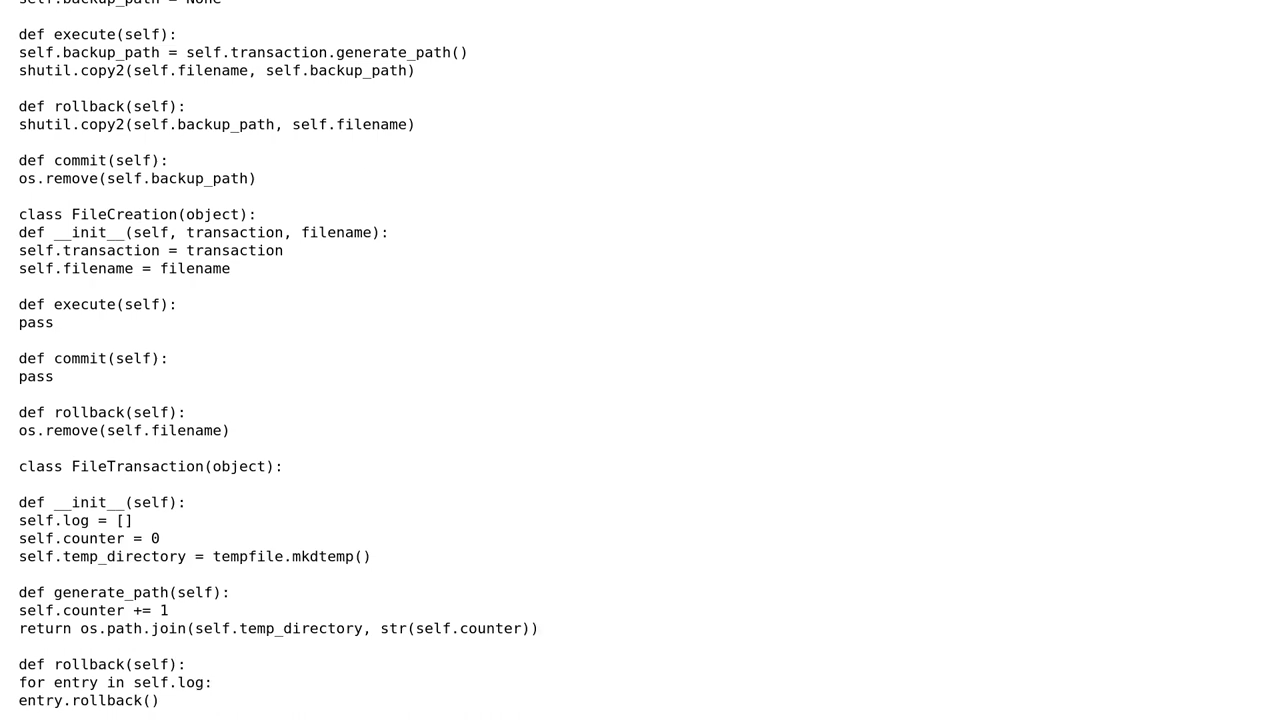 self.backup_path = None
def execute(self):
self.backup_path = self.transaction.generate_path()
shutil.copy2(self.filename, self.backup_path)
def rollback(self):
shutil.copy2(self.backup_path, self.filename)
def commit(self):
os.remove(self.backup_path)
class FileCreation(object):
def __init__(self, transaction, filename):
self.transaction = transaction
self.filename = filename
def execute(self):
pass
def commit(self):
pass
def rollback(self):
os.remove(self.filename)
class FileTransaction(object):
def __init__(self):
self.log = []
self.counter = 0
self.temp_directory = tempfile.mkdtemp()
def generate_path(self):
self.counter += 1
return os.path.join(self.temp_directory, str(self.counter))
def rollback(self):
for entry in self.log:
entry.rollback()